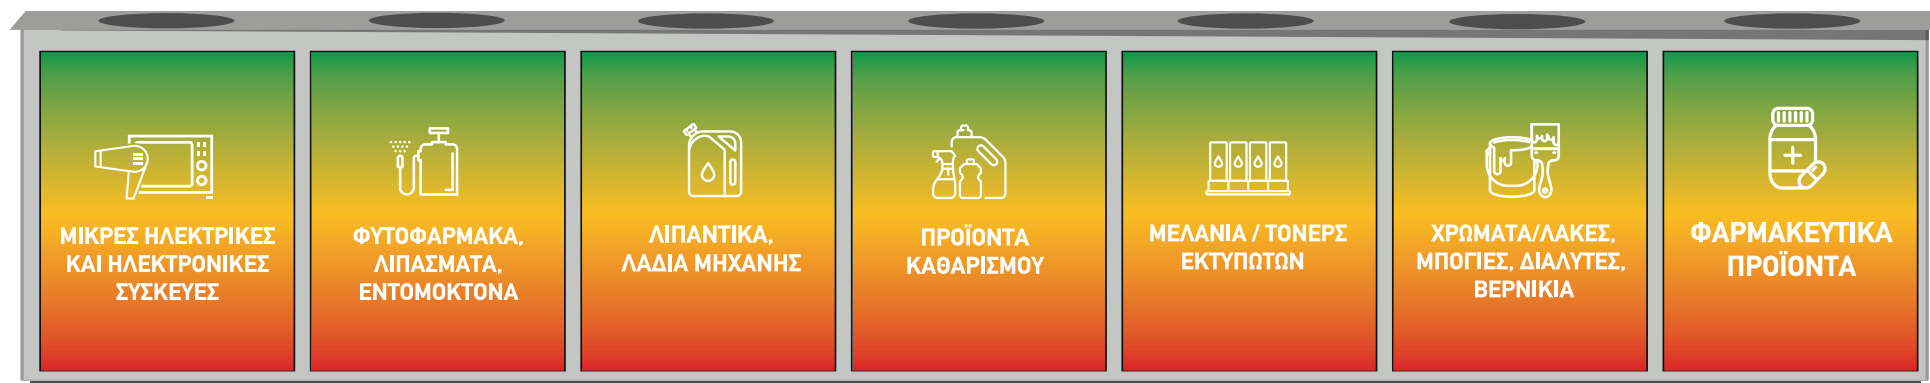 ΜΙΚΡΕΣ ΗΛΕΚΤΡΙΚΕΣ
ΚΑΙ ΗΛΕΚΤΡΟΝΙΚΕΣ
ΣΥΣΚΕΥΕΣ
ΦΥΤΟΦΑΡΜΑΚΑ,
ΛΙΠΑΣΜΑΤΑ,
ΕΝΤΟΜΟΚΤΟΝΑ
ΛΙΠΑΝΤΙΚΑ,
ΛΑΔΙΑ ΜΗΧΑΝΗΣ
ΠΡΟΪΟΝΤΑ
ΚΑΘΑΡΙΣΜΟΥ
ΜΕΛΑΝΙΑ / ΤΟΝΕΡΣ
ΕΚΤΥΠΩΤΩΝ
ΧΡΩΜΑΤΑ/ΛΑΚΕΣ,
ΜΠΟΓΙΕΣ, ΔΙΑΛΥΤΕΣ,
ΒΕΡΝΙΚΙΑ
ΦΑΡΜΑΚΕΥΤΙΚΑ
ΠΡΟΪΟΝΤΑ